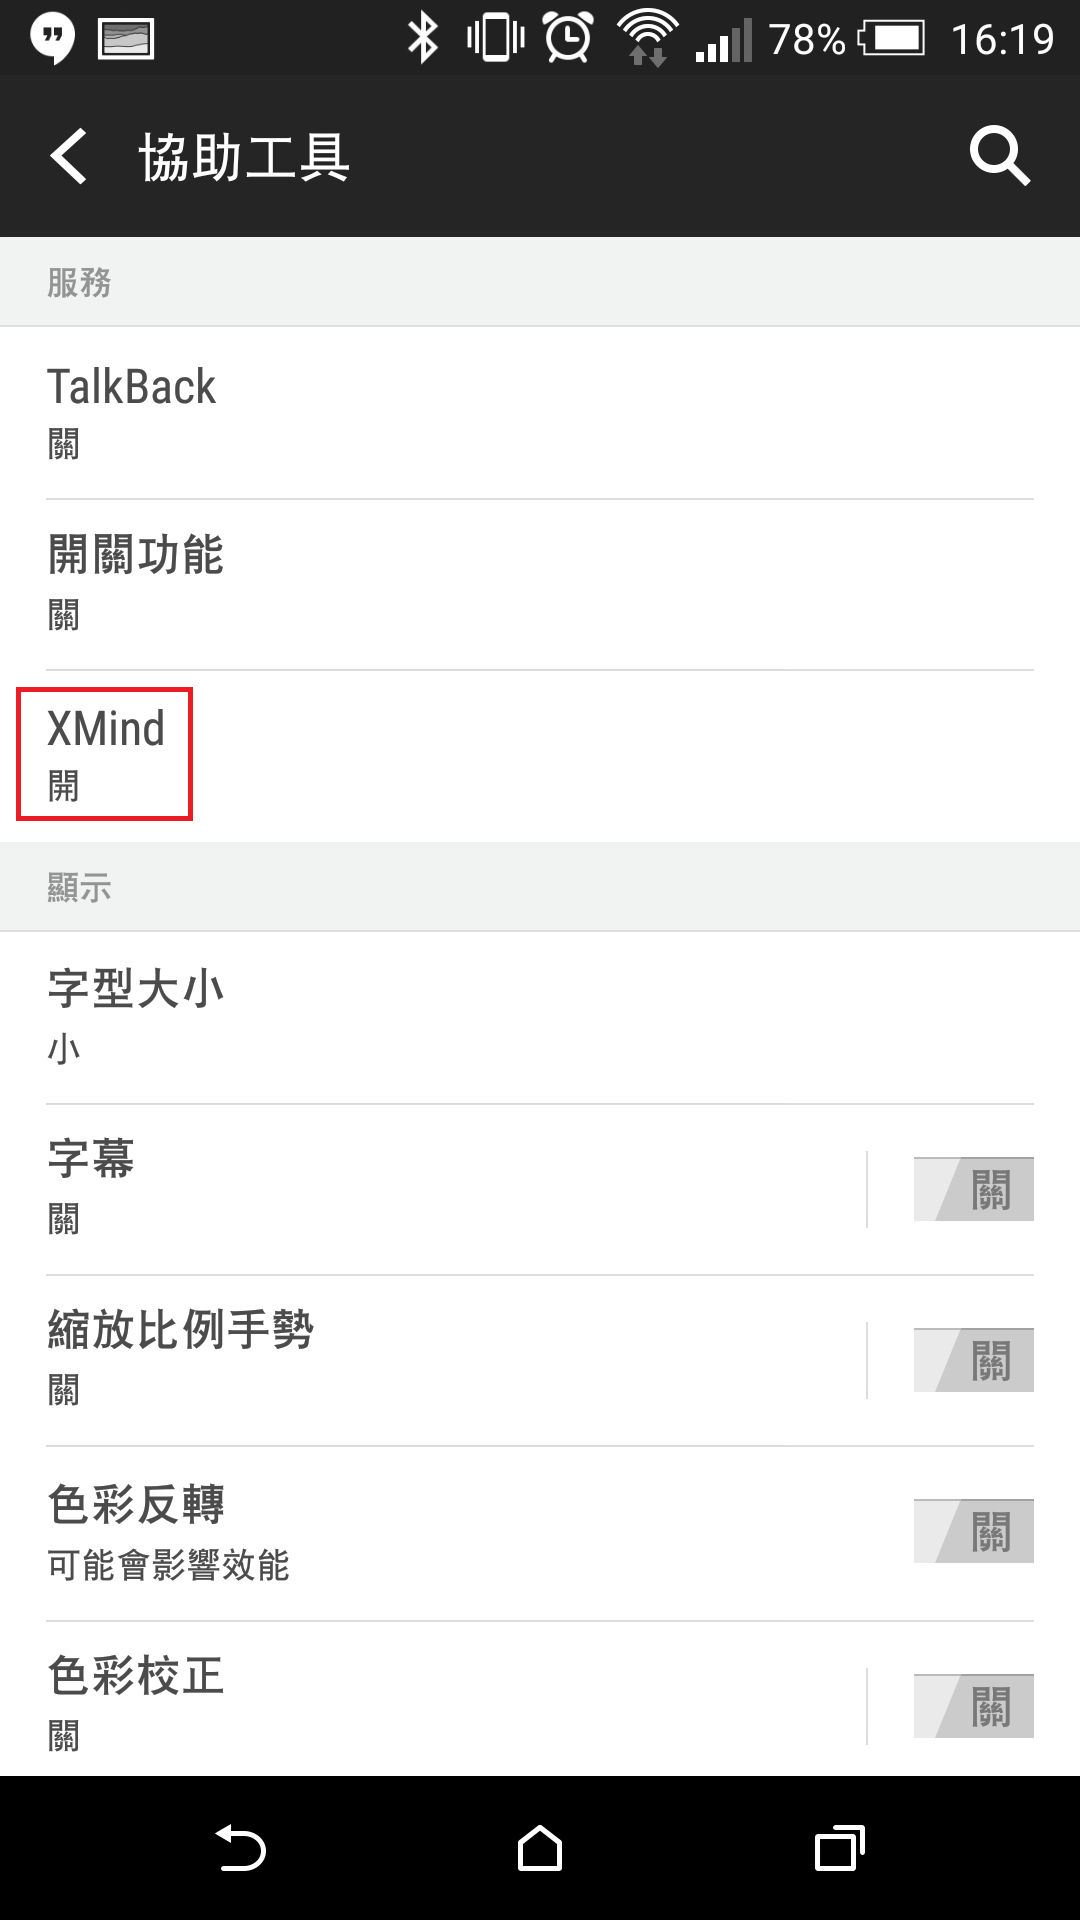 78% 16:19
協助工具
服務
TalkBack
關
開關功能
關
XMind
開
顯示
字型大小
小
字幕
關
關
縮放比例手勢
關
關
色彩反轉
可能會影響效能
關
色彩校正
關
關